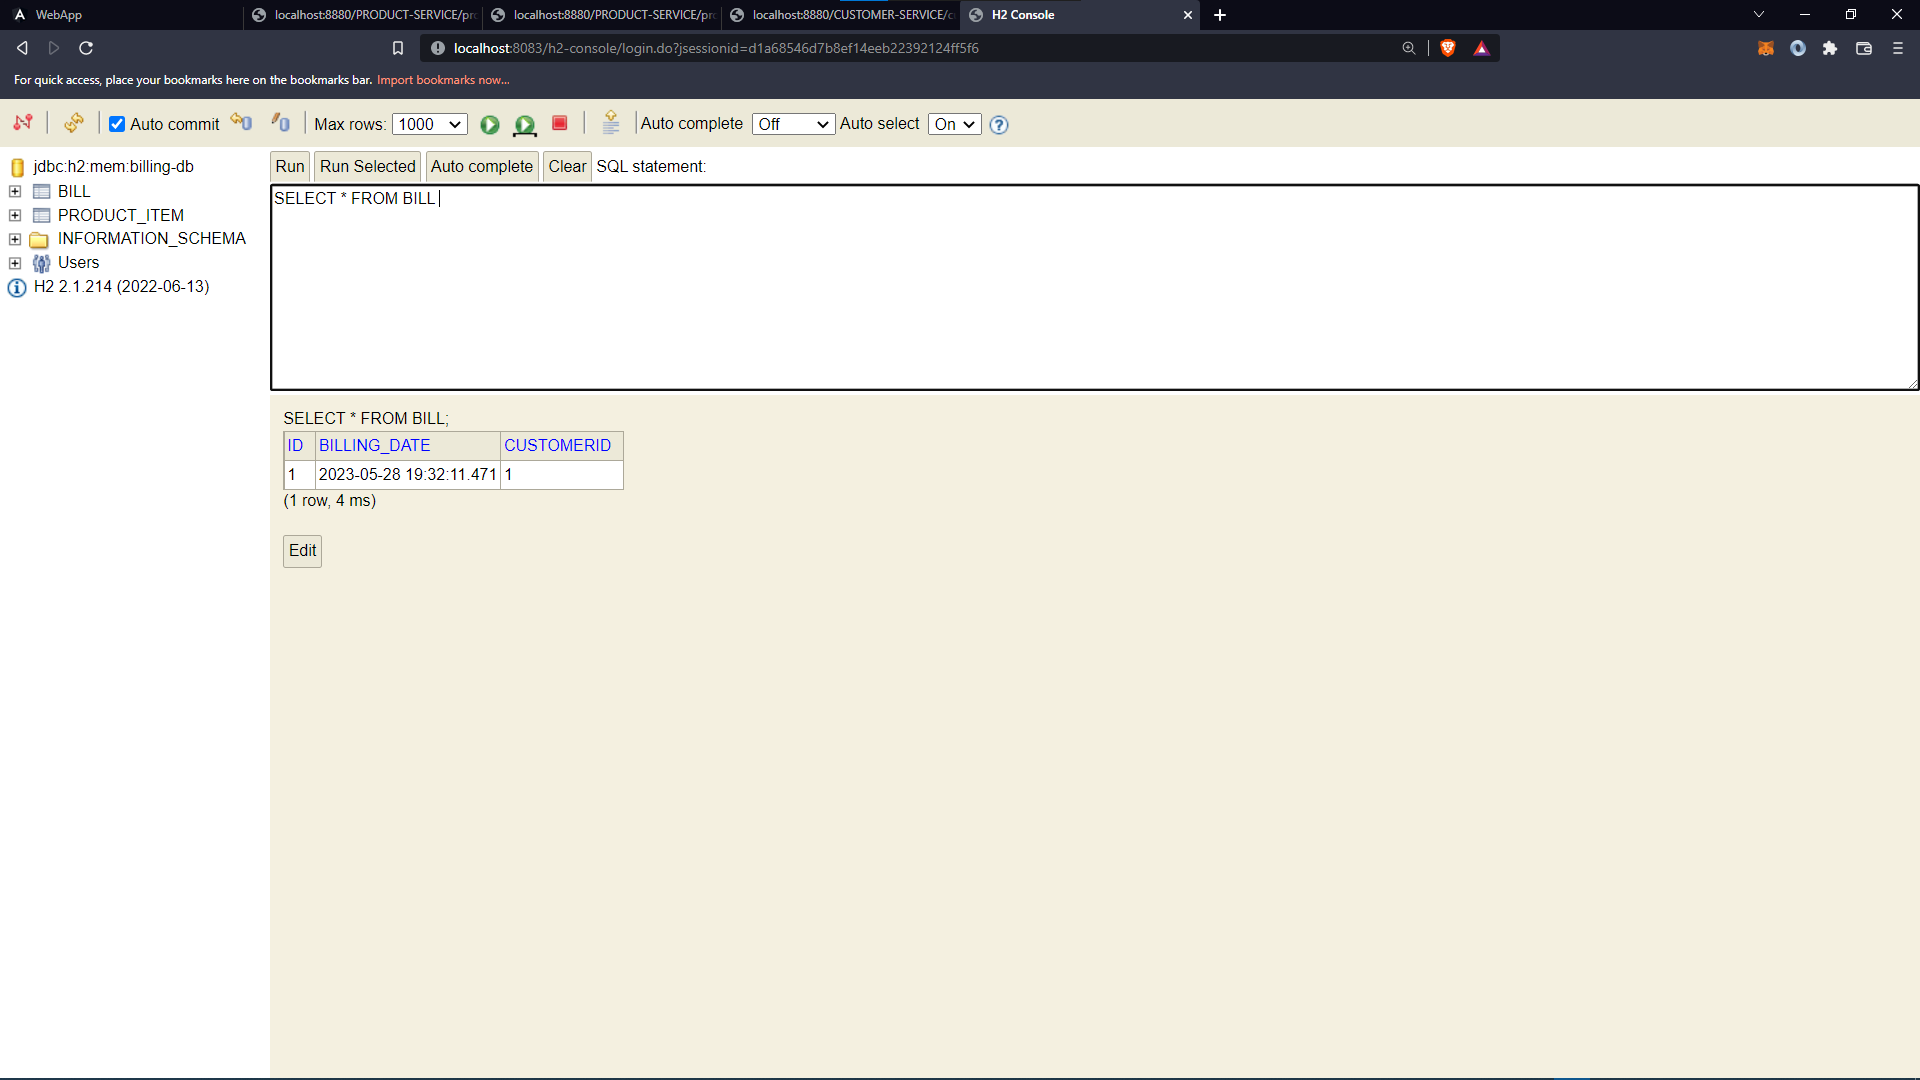 WebApp
localhost:8880/PRODUCT-SERVICE/pr
localhost:8880/PRODUCT-SERVICE/pr
localhost:8880/CUSTOMER-SERVICE/c
H2 Console
localhost:8083/h2-console/login.do?jsessionid=d1a68546d7b8ef14eeb22392124ff5f6
For quick access, place your bookmarks here on the bookmarks bar. Import bookmarks now...
Auto commit
Max rows: 1000
Auto complete Off
Auto select On
jdbc:h2:mem:billing-db
BILL
PRODUCT_ITEM
INFORMATION_SCHEMA
Users
H2 2.1.214 (2022-06-13)
Run Run Selected Auto complete Clear SQL statement:
SELECT * FROM BILL
SELECT * FROM BILL;
ID BILLING_DATE CUSTOMERID
1 2023-05-28 19:32:11.471 1
(1 row, 4 ms)
Edit